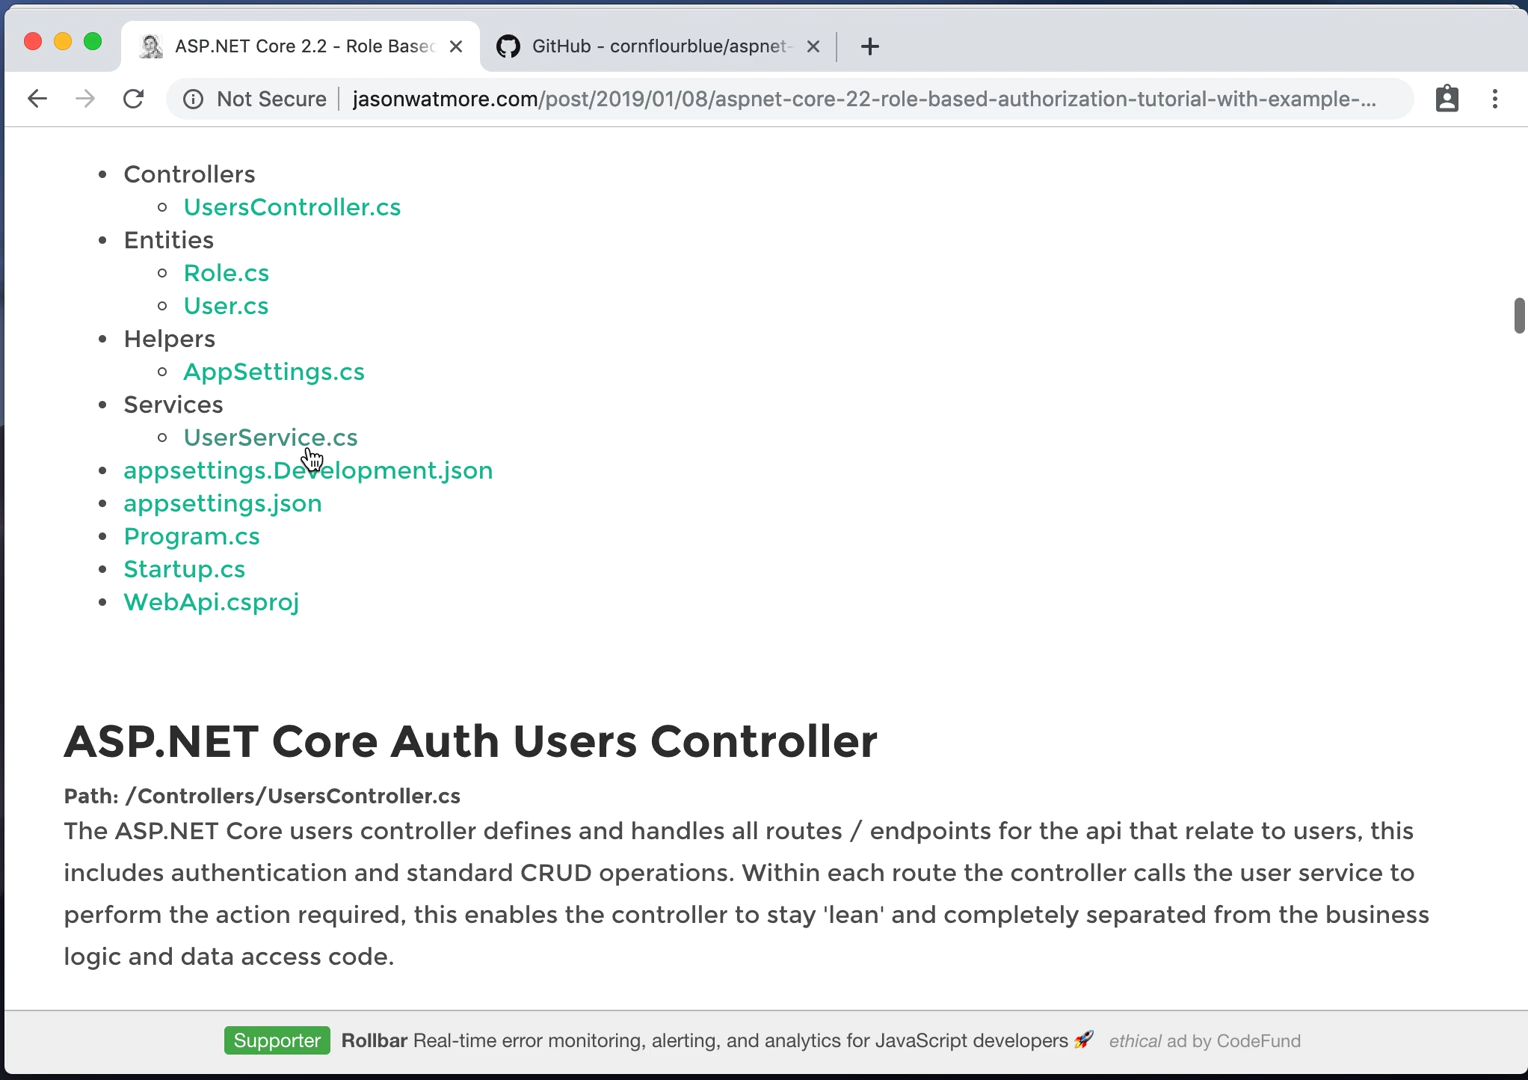 ASP.NET Core 2.2 - Role Base
GitHub - cornflourblue/aspnet-
Not Secure | jasonwatmore.com/post/2019/01/08/aspnet-core-22-role-based-authorization-tutorial-with-example-...
• Controllers
◦ UsersController.cs
• Entities
◦ Role.cs
◦ User.cs
• Helpers
◦ AppSettings.cs
• Services
◦ UserService.cs
• appsettings.Development.json
• appsettings.json
• Program.cs
• Startup.cs
• WebApi.csproj
ASP.NET Core Auth Users Controller
Path: /Controllers/UsersController.cs
The ASP.NET Core users controller defines and handles all routes / endpoints for the api that relate to users, this
includes authentication and standard CRUD operations. Within each route the controller calls the user service to
perform the action required, this enables the controller to stay 'lean' and completely separated from the business
logic and data access code.
Supporter Rollbar Real-time error monitoring, alerting, and analytics for JavaScript developers 🚀 ethical ad by CodeFund